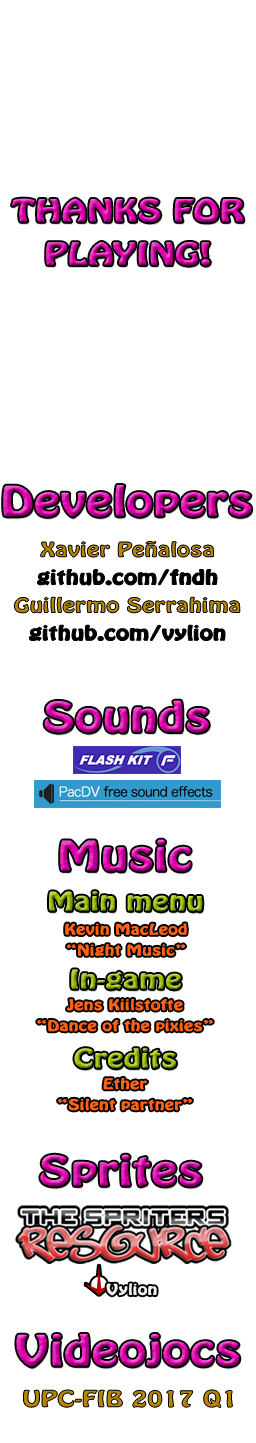 THANKS FOR
PLAYING!
Developers
Xavier Peñalosa
github.com/fndh
Guillermo Serrahima
github.com/vylion
Sounds
FLASH KIT F
PacDV free sound effects
Music
Main menu
Kevin MacLeod
"Night Music"
In-game
Jens Kiilstofte
"Dance of the pixies"
Credits
Ether
"Silent partner"
Sprites
THE SPRITERS
RESOURCE
Vylion
Videojocs
UPC-FIB 2017 Q1